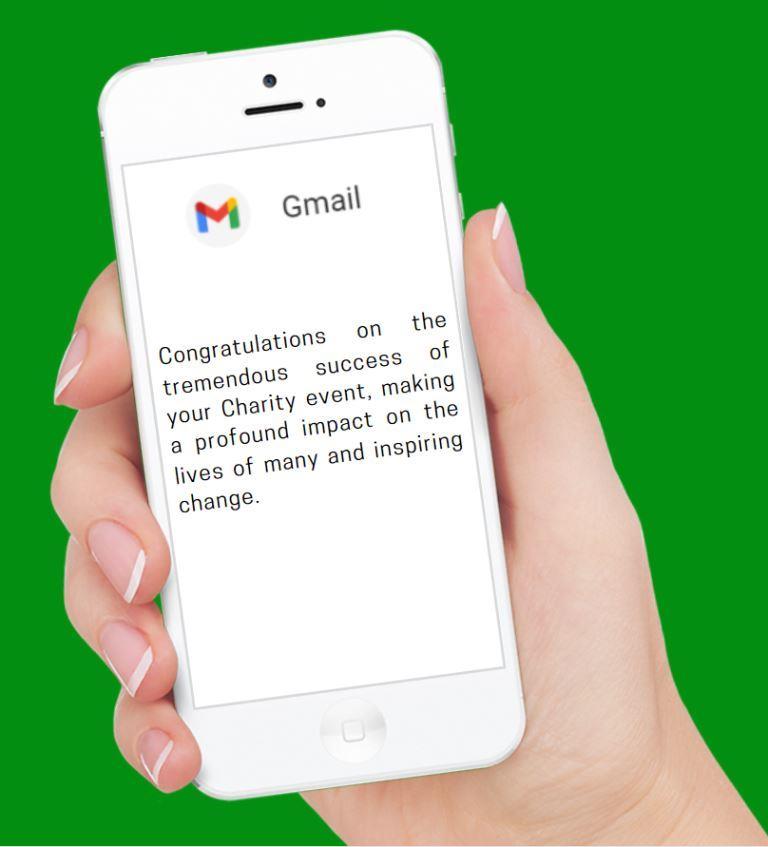 Gmail
Congratulations on the
tremendous success of
your Charity event, making
a profound impact on the
lives of many and inspiring
change.